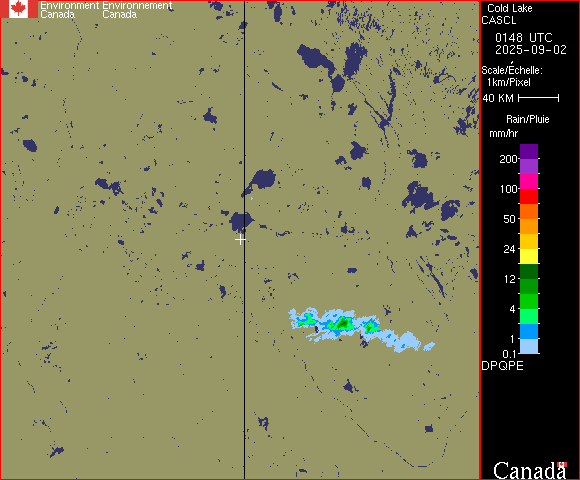 Environment Environnement
Canada Canada
Cold Lake
CASCL
0148 UTC
2025-09-02
Scale/Echelle:
1km/Pixel
40 KM
Rain/Pluie
mm/hr
200
100
50
24
12
4
1
0.1
DPQPE
Canada